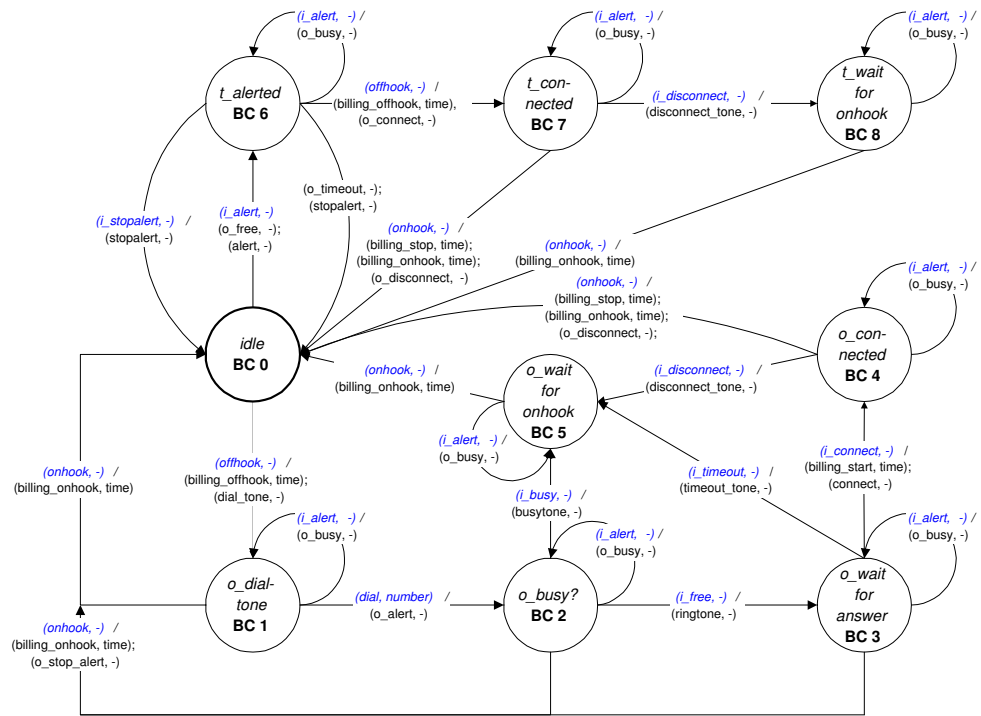 (i_alert, -) /
(o_busy, -)
(i_alert, -) /
(o_busy, -)
(i_alert, -) /
(o_busy, -)
t_alerted
BC 6
(offhook, -) /
(billing_offhook, time),
(o_connect, -)
t_con-
nected
BC 7
(i_disconnect, -) /
(disconnect_tone, -)
t_wait
for
onhook
BC 8
(i_stopalert, -) /
(stopalert, -)
(i_alert, -)
(o_free, -);
(alert, -)
(o_timeout, -);
(stopalert, -)
(onhook, -) /
(billing_stop, time);
(billing_onhook, time);
(o_disconnect, -)
(onhook, -) /
(billing_onhook, time)
(onhook, -) /
(billing_stop, time);
(billing_onhook, time);
(o_disconnect, -);
(i_alert, -) /
(o_busy, -)
idle
BC 0
o_con-
nected
BC 4
(onhook, -) /
(billing_onhook, time)
o_wait
for
onhook
BC 5
(i_disconnect, -) /
(disconnect_tone, -)
(i_alert, -) /
(o_busy, -)
(onhook, -) /
(billing_onhook, time)
(offhook, -) /
(billing_offhook, time);
(dial_tone, -)
(i_busy, -) /
(busytone, -)
(i_timeout, -) /
(timeout_tone, -)
(i_connect, -) /
(billing_start, time);
(connect, -)
(i_alert, -) /
(o_busy, -)
(i_alert, -) /
(o_busy, -)
(i_alert, -) /
(o_busy, -)
o_dial-
tone
BC 1
(dial, number) /
(o_alert, -)
o_busy?
BC 2
(i_free, -) /
(ringtone, -)
o_wait
for
answer
BC 3
(onhook, -) /
(billing_onhook, time);
(o_stop_alert, -)